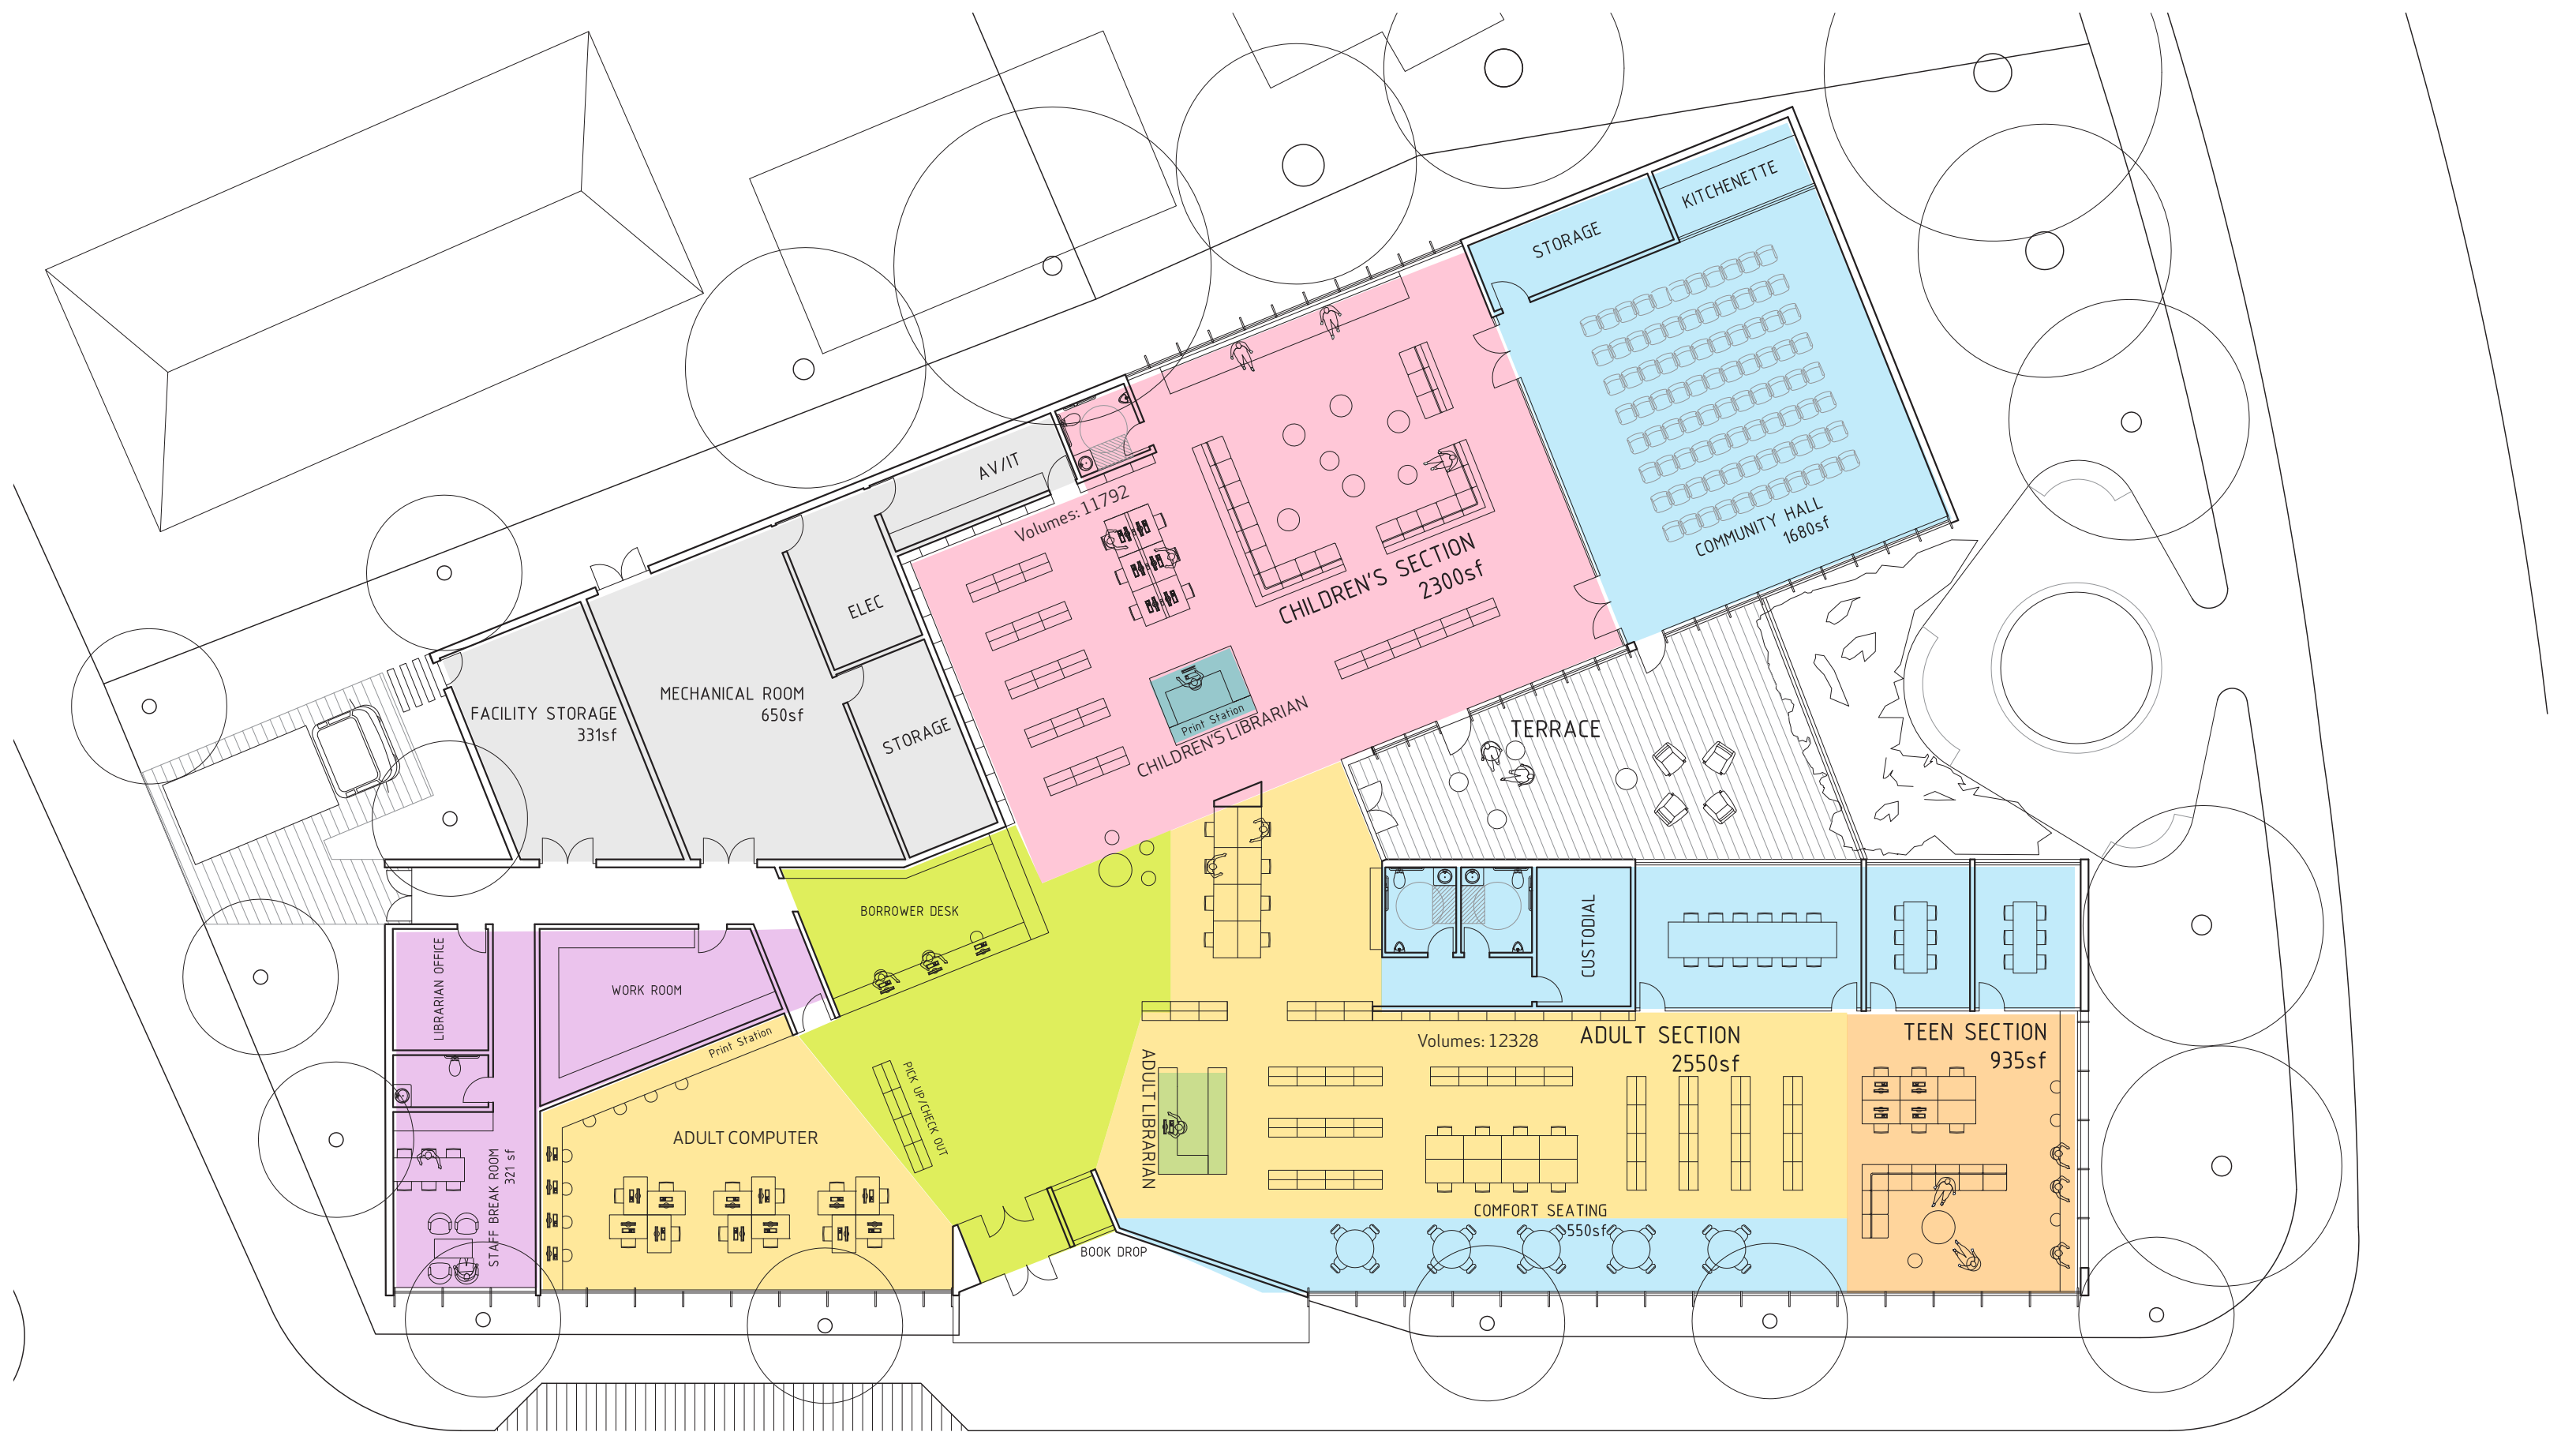 KITCHENETTE
STORAGE
COMMUNITY HALL
1680sf
AV/IT
Volumes: 11792
CHILDREN'S SECTION
2300sf
ELEC
MECHANICAL ROOM
650sf
FACILITY STORAGE
331sf
STORAGE
Print Station
CHILDREN'S LIBRARIAN
TERRACE
BORROWER DESK
CUSTODIAL
LIBRARIAN OFFICE
WORK ROOM
Print Station
PICK UP/CHECK OUT
ADULT LIBRARIAN
Volumes: 12328
ADULT SECTION
2550sf
TEEN SECTION
935sf
ADULT COMPUTER
STAFF BREAK ROOM
321 sf
COMFORT SEATING
550sf
BOOK DROP